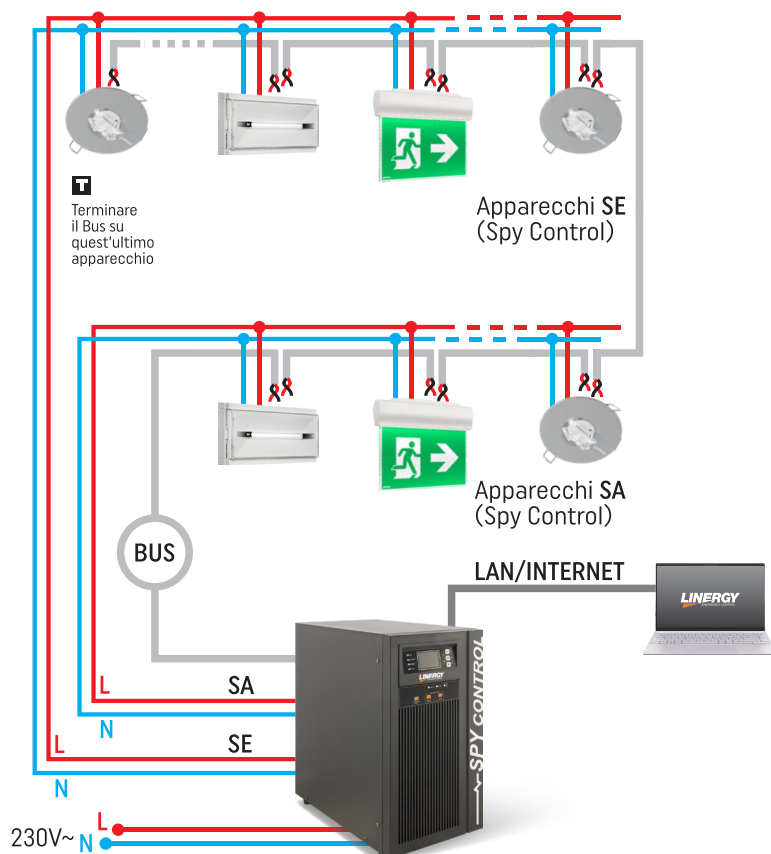 T
Terminare
il Bus su
quest'ultimo
apparecchio
Apparecchi SE
(Spy Control)
Apparecchi SA
(Spy Control)
BUS
LAN/INTERNET
LINERGY
L
SA
N
L
SE
N
LINERGY
SPY CONTROL
230V~
L
N